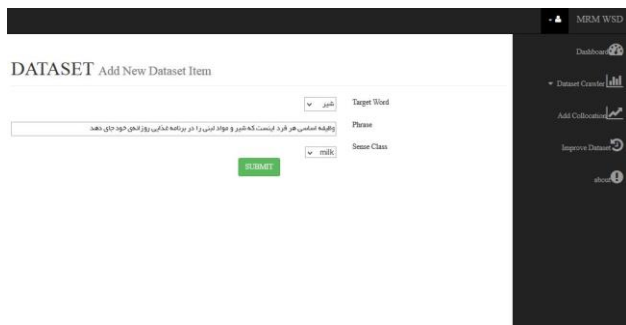 MRM WSD
Dashboard
Dataset Crawler
Add Collocation
Improve Dataset
about
DATASET Add New Dataset Item
Target Word
شیر
Phrase
وظیفه اساسی هر فرد اینست که شیر و مواد لبنی را در برنامه غذایی روزانه‌ی خود جای دهد
Sense Class
milk
SUBMIT